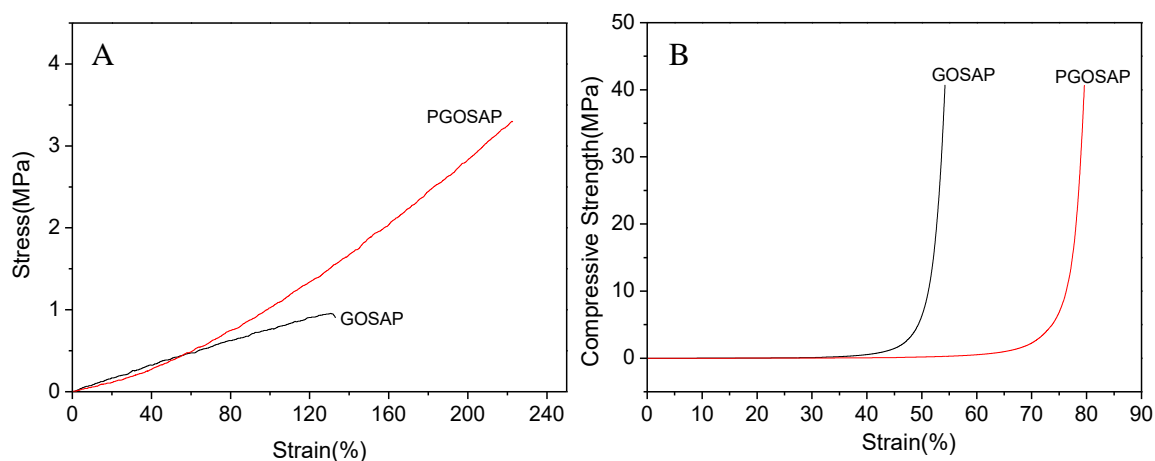 A
4
3
2
1
0
Stress(MPa)
PGOSAP
GOSAP
0 40 80 120 160 200 240
Strain(%)
B
50
40
30
20
10
0
Compressive Strength(MPa)
GOSAP
PGOSAP
0 10 20 30 40 50 60 70 80 90
Strain(%)